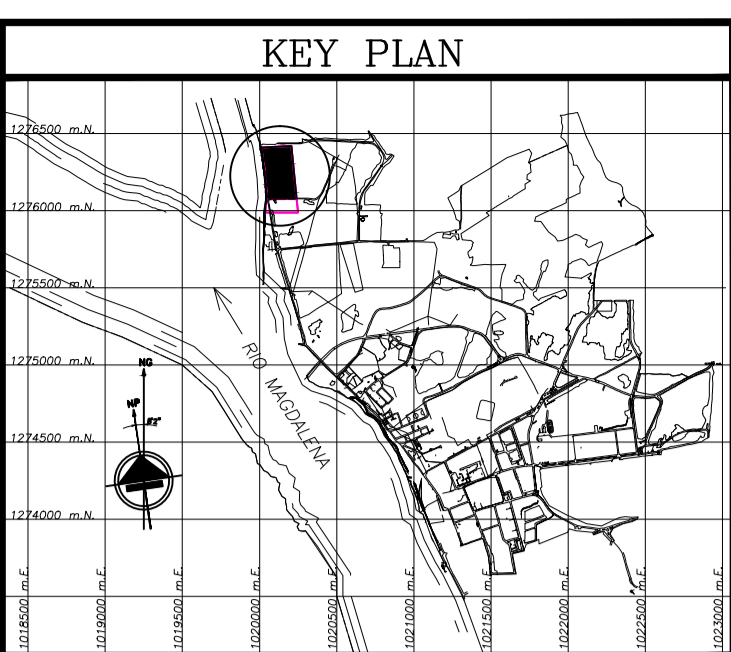 KEY PLAN
1276500 m.N.
1276000 m.N.
1275500 m.N.
1275000 m.N.
1274500 m.N.
1274000 m.N.
RIO MAGDALENA
NG
NP
1018500 m.E.
1019000 m.E.
1019500 m.E.
1020000 m.E.
1020500 m.E.
1021000 m.E.
1021500 m.E.
1022000 m.E.
1022500 m.E.
1023000 m.E.